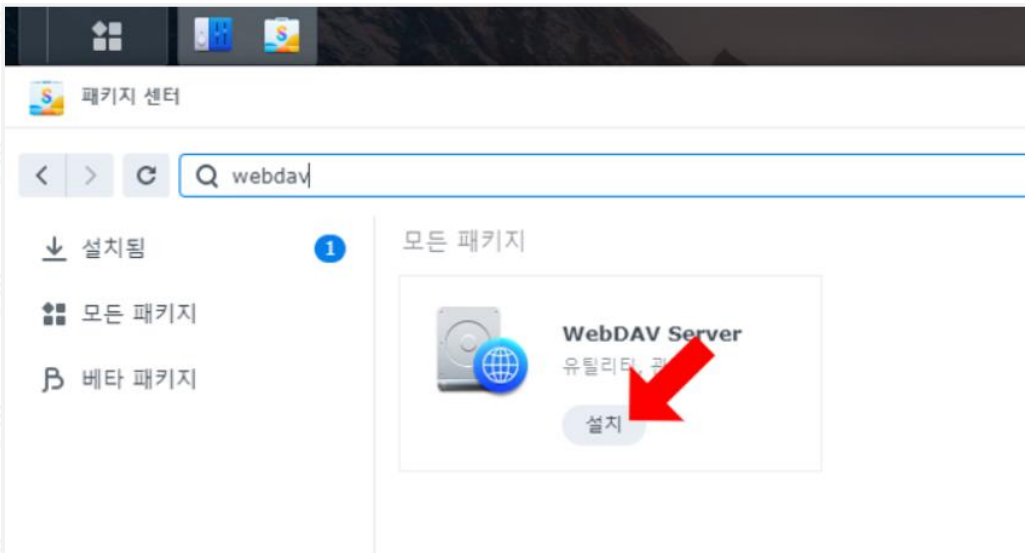 패키지 센터
webdav
설치됨
1
모든 패키지
베타 패키지
모든 패키지
WebDAV Server
유틸리티,
설치